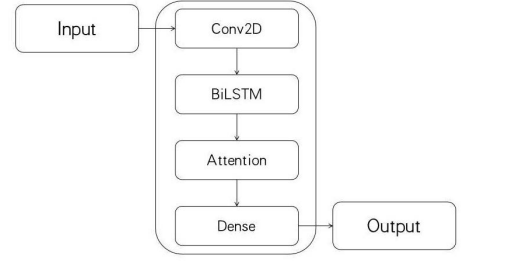 Input
Conv2D
BiLSTM
Attention
Dense
Output